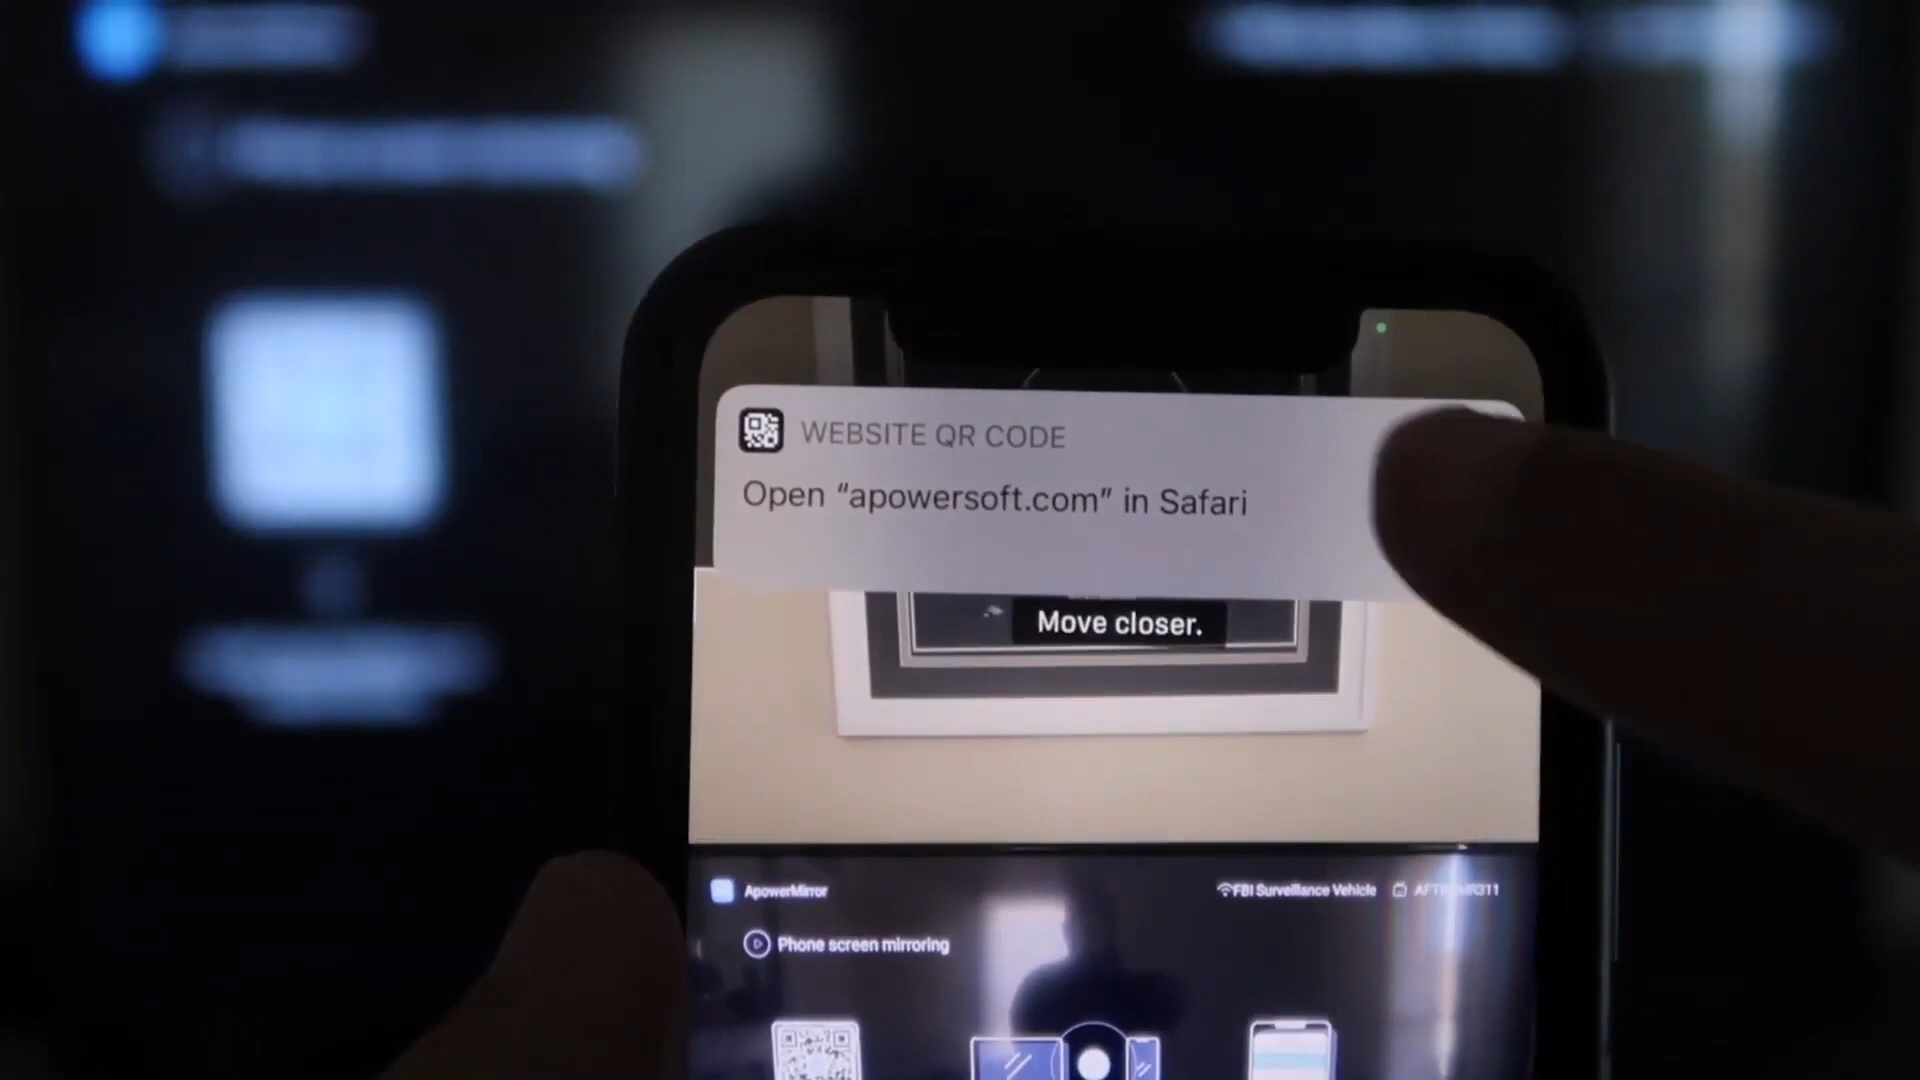 WEBSITE QR CODE
Open “apowersoft.com” in Safari
Move closer.
ApowerMirror
FBI Surveillance Vehicle
Phone screen mirroring